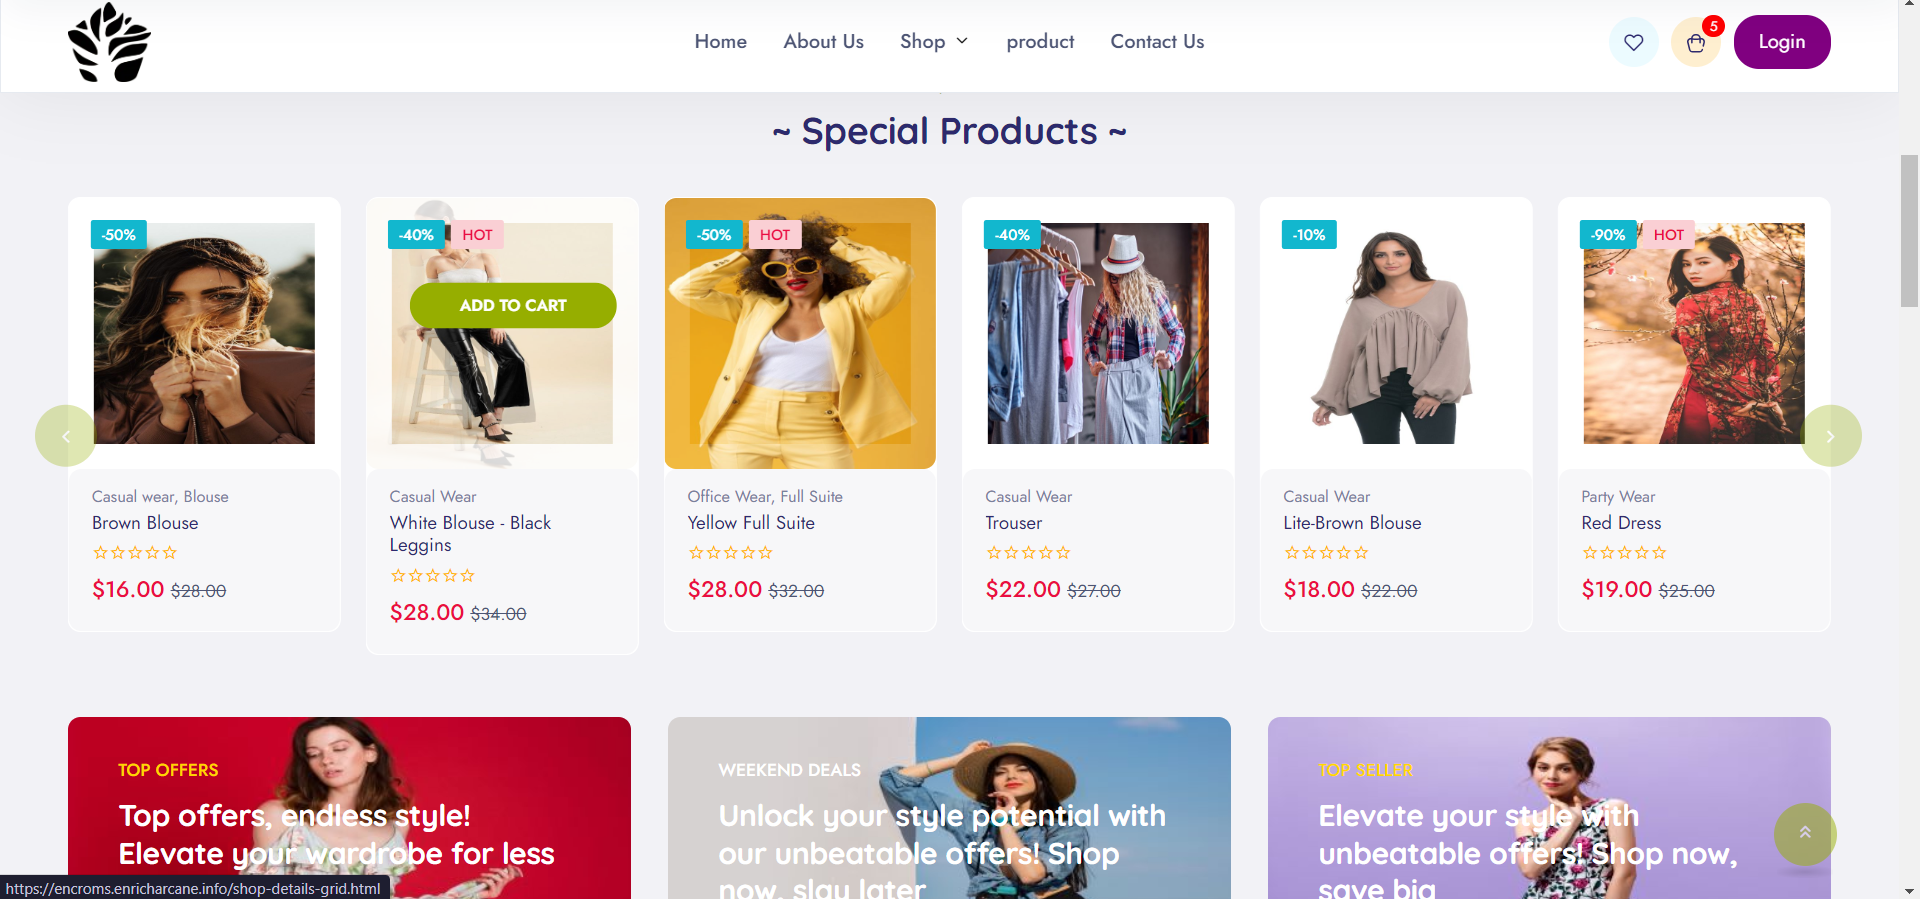 Home About Us Shop product Contact Us 5 Login
~ Special Products ~
-50%
-40% HOT
-50% HOT
-40%
-10%
-90% HOT
ADD TO CART
Casual wear, Blouse
Brown Blouse
$16.00 $28.00
Casual Wear
White Blouse - Black
Leggins
$28.00 $34.00
Office Wear, Full Suite
Yellow Full Suite
$28.00 $32.00
Casual Wear
Trouser
$22.00 $27.00
Casual Wear
Lite-Brown Blouse
$18.00 $22.00
Party Wear
Red Dress
$19.00 $25.00
TOP OFFERS
Top offers, endless style!
Elevate your wardrobe for less
WEEKEND DEALS
Unlock your style potential with
our unbeatable offers! Shop
now, slay later
TOP SELLER
Elevate your style with
unbeatable offers! Shop now,
save big
https://encroms.enricharcane.info/shop-details-grid.html